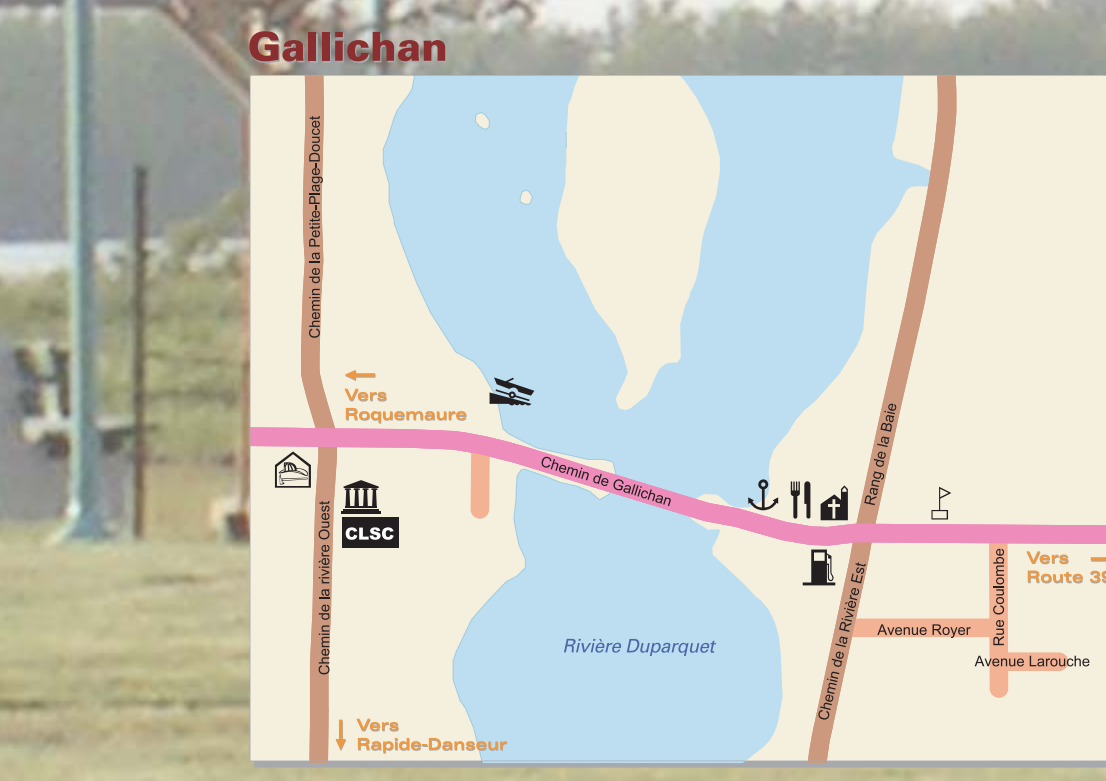 Gallichan
Chemin de la Petite-Plage-Doucet
Vers
Roquemaure
Chemin de Gallichan
Rang de la Baie
CLSC
Chemin de la rivière Ouest
Vers
Route 39
Rue Coulombe
Chemin de la Rivière Est
Avenue Royer
Rivière Duparquet
Avenue Larouche
Vers
Rapide-Danseur